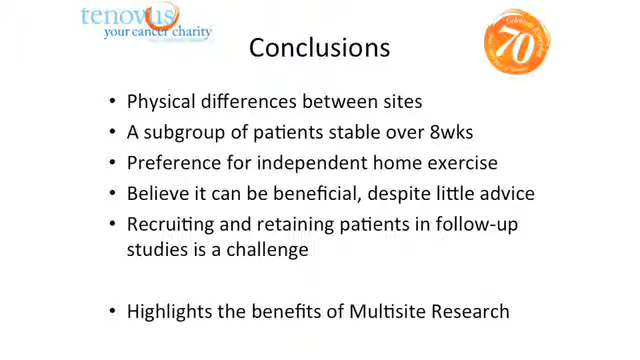 tenovus
your cancer charity
Conclusions
70
• Physical differences between sites
• A subgroup of patients stable over 8wks
• Preference for independent home exercise
• Believe it can be beneficial, despite little advice
• Recruiting and retaining patients in follow-up
studies is a challenge
• Highlights the benefits of Multisite Research